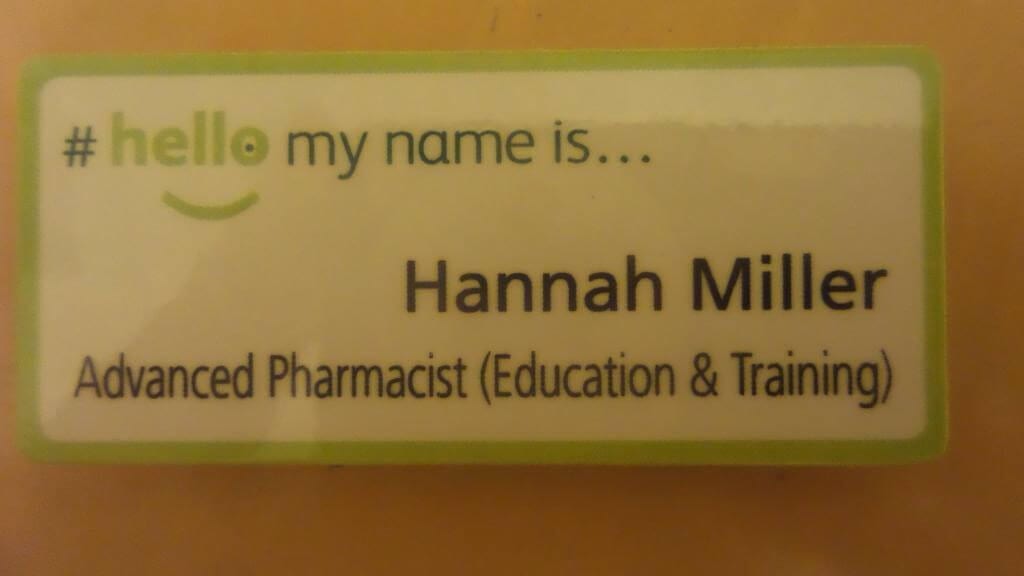 # hello my name is...
Hannah Miller
Advanced Pharmacist (Education & Training)